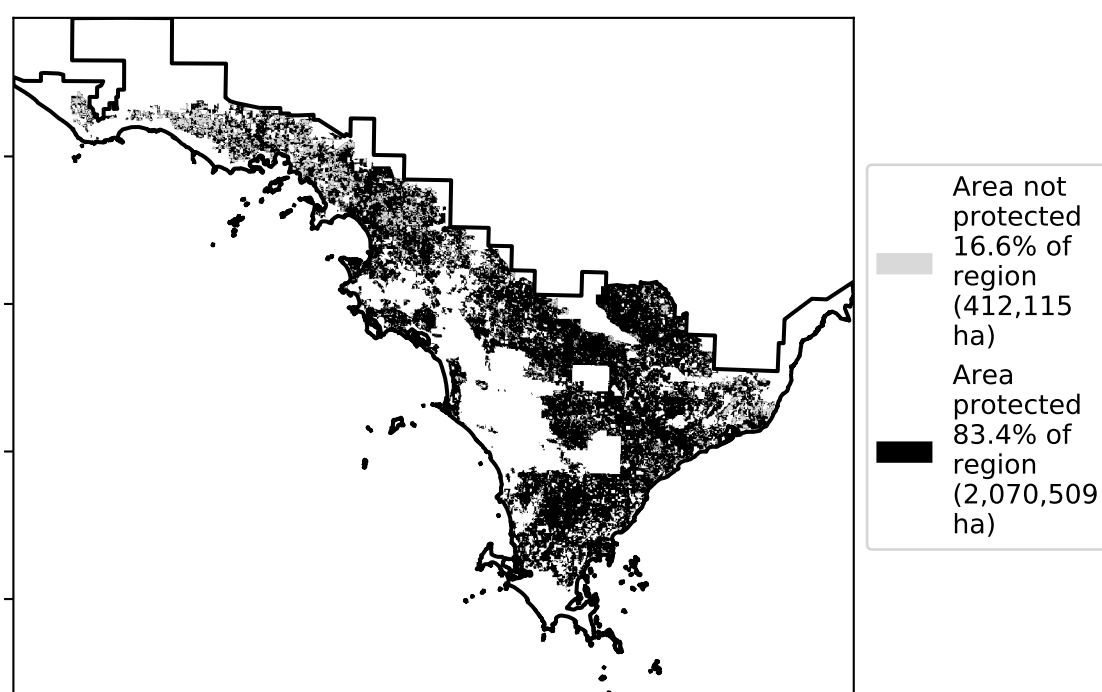 Area not
protected
16.6% of
region
(412,115
ha)
Area
protected
83.4% of
region
(2,070,509
ha)